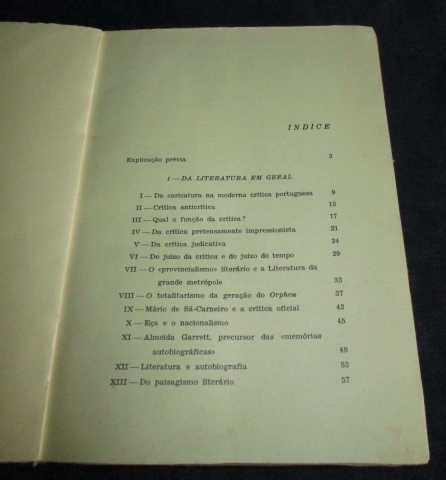 ÍNDICE
Explicação prévia 3
I — DA LITERATURA EM GERAL
I — Da caricatura na moderna crítica portuguesa 9
II — Crítica anticrítica 13
III — Qual a função da crítica? 17
IV — Da crítica pretensamente impressionista 21
V — Da crítica judicativa 24
VI — Do juízo da crítica e do juízo do tempo 29
VII — O «provincialismo» literário e a Literatura da
grande metrópole 33
VIII — O totalitarismo da geração do Orpheu 37
IX — Mário de Sá-Carneiro e a crítica oficial 42
X — Eça e o nacionalismo 45
XI — Almeida Garrett, precursor das «memórias
autobiográficas» 49
XII — Literatura e autobiografia 53
XIII — Do paisagismo literário 57